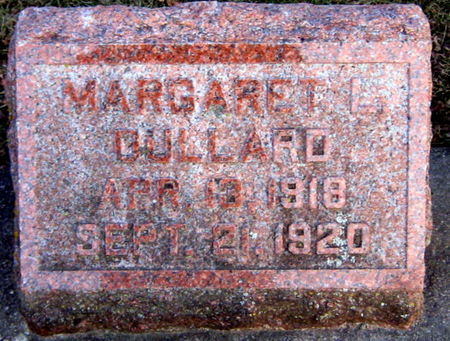 MARGARET L.
BULLARD
APR. 13, 1918
SEPT. 21, 1920